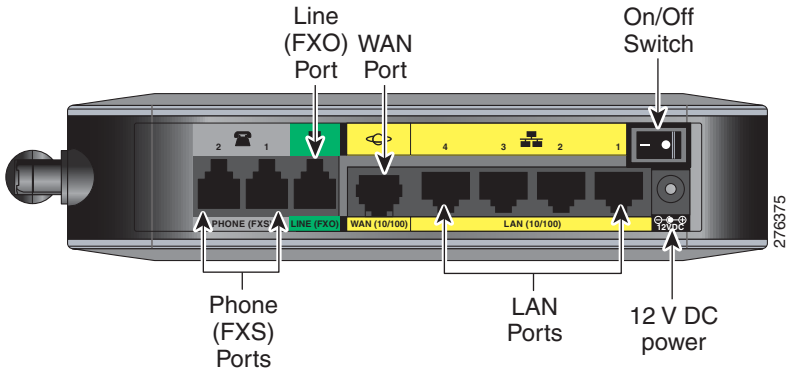 Line
(FXO)
Port
WAN
Port
On/Off
Switch
2 1
4 3 2 1
PHONE (FXS)
LINE (FXO)
WAN (10/100)
LAN (10/100)
12VDC
276375
Phone
(FXS)
Ports
LAN
Ports
12 V DC
power